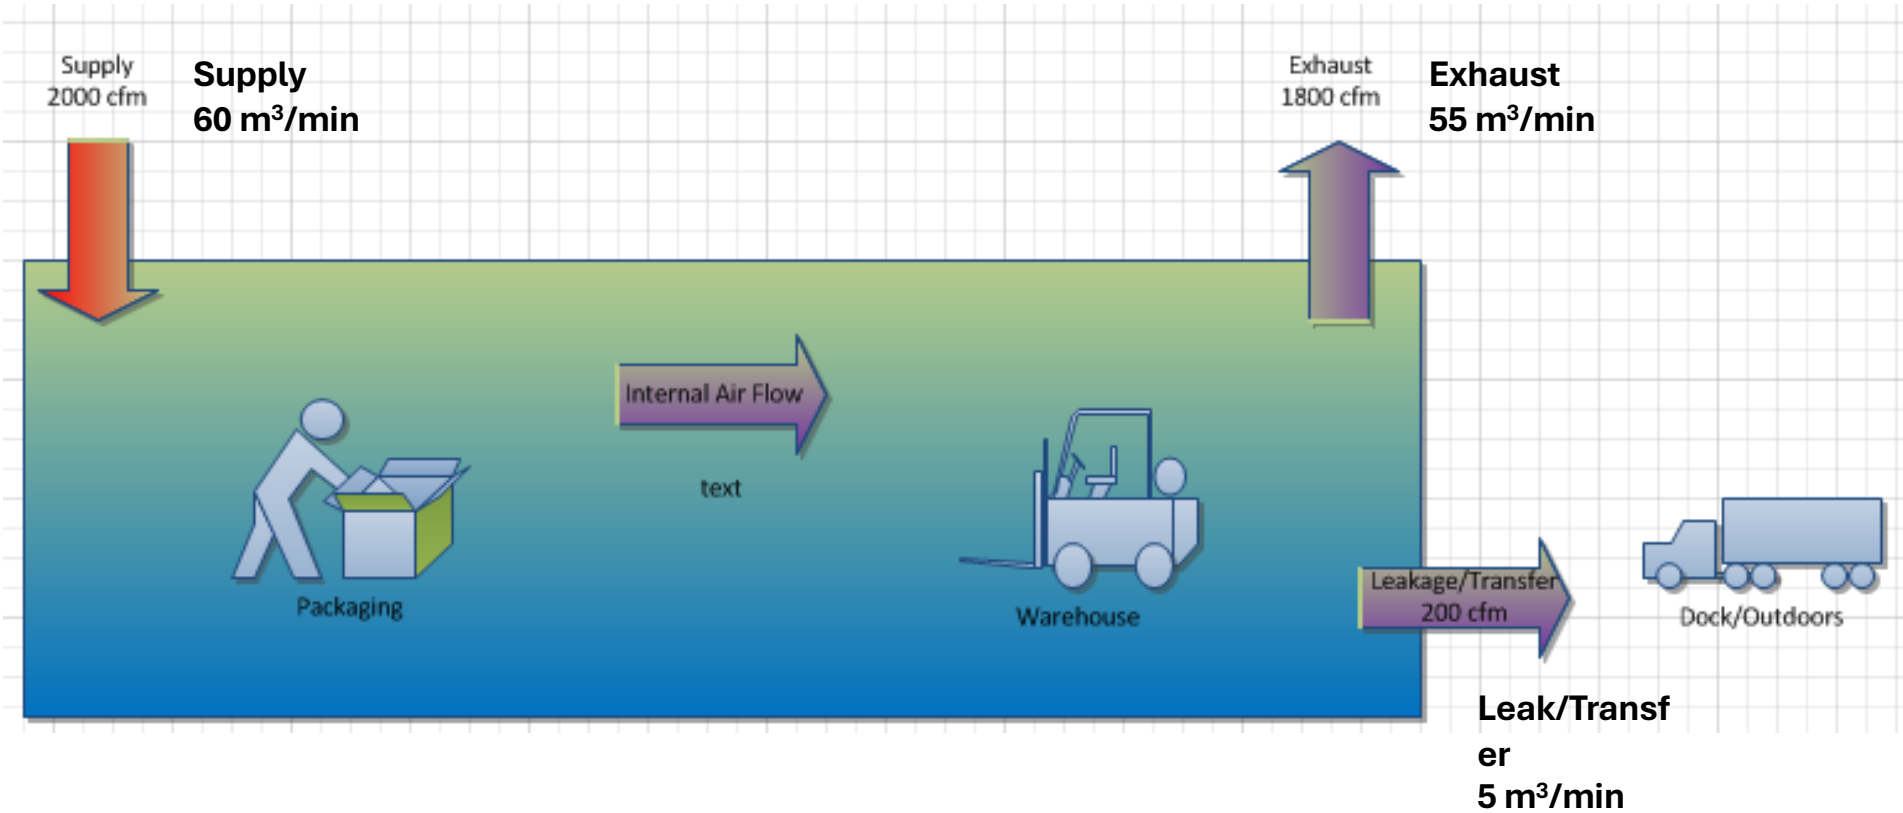 Supply
2000 cfm
Supply
60 m³/min
Exhaust
1800 cfm
Exhaust
55 m³/min
Internal Air Flow
text
Packaging
Warehouse
Leakage/Transfer
200 cfm
Dock/Outdoors
Leak/Transf
er
5 m³/min